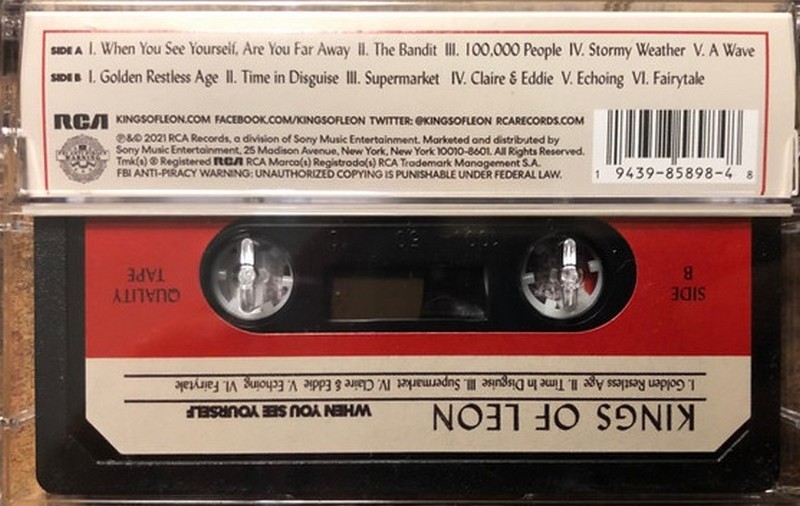 SIDE A I. When You See Yourself, Are You Far Away II. The Bandit III. 100,000 People IV. Stormy Weather V. A Wave
SIDE B I. Golden Restless Age II. Time in Disguise III. Supermarket IV. Claire & Eddie V. Echoing VI. Fairytale
RCA KINGSOFLEON.COM FACEBOOK.COM/KINGSOFLEON TWITTER: @KINGSOFLEON RCARECORDS.COM
℗&© 2021 RCA Records, a division of Sony Music Entertainment. Marketed and distributed by
Sony Music Entertainment, 25 Madison Avenue, New York, New York 10010-8601. All Rights Reserved.
Tmk(s) ® Registered RCA RCA Marca(s) Registrada(s) RCA Trademark Management S.A.
FBI ANTI-PIRACY WARNING: UNAUTHORIZED COPYING IS PUNISHABLE UNDER FEDERAL LAW.
WARNING
1 9439-85898-4 8
KINGS OF LEON WHEN YOU SEE YOURSELF
I. Golden Restless Age II. Time In Disguise III. Supermarket IV. Claire & Eddie V. Echoing VI. Fairytale
SIDE
B
QUALITY
TAPE